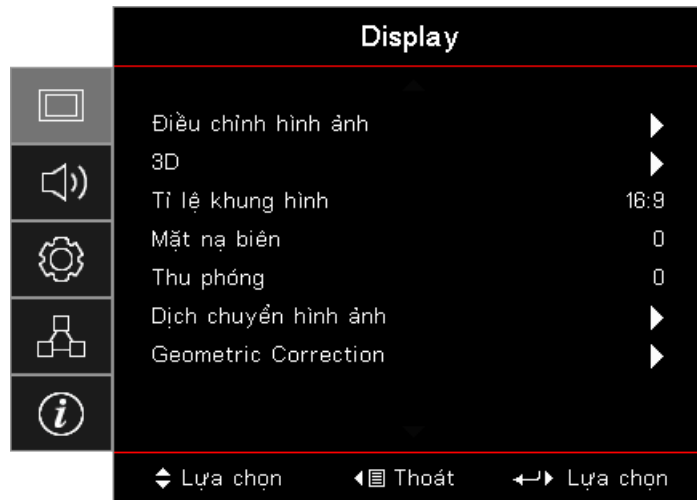 Display
Điều chỉnh hình ảnh
3D
Tỉ lệ khung hình 16:9
Mặt nạ biên 0
Thu phóng 0
Dịch chuyển hình ảnh
Geometric Correction
Lựa chọn Thoát Lựa chọn